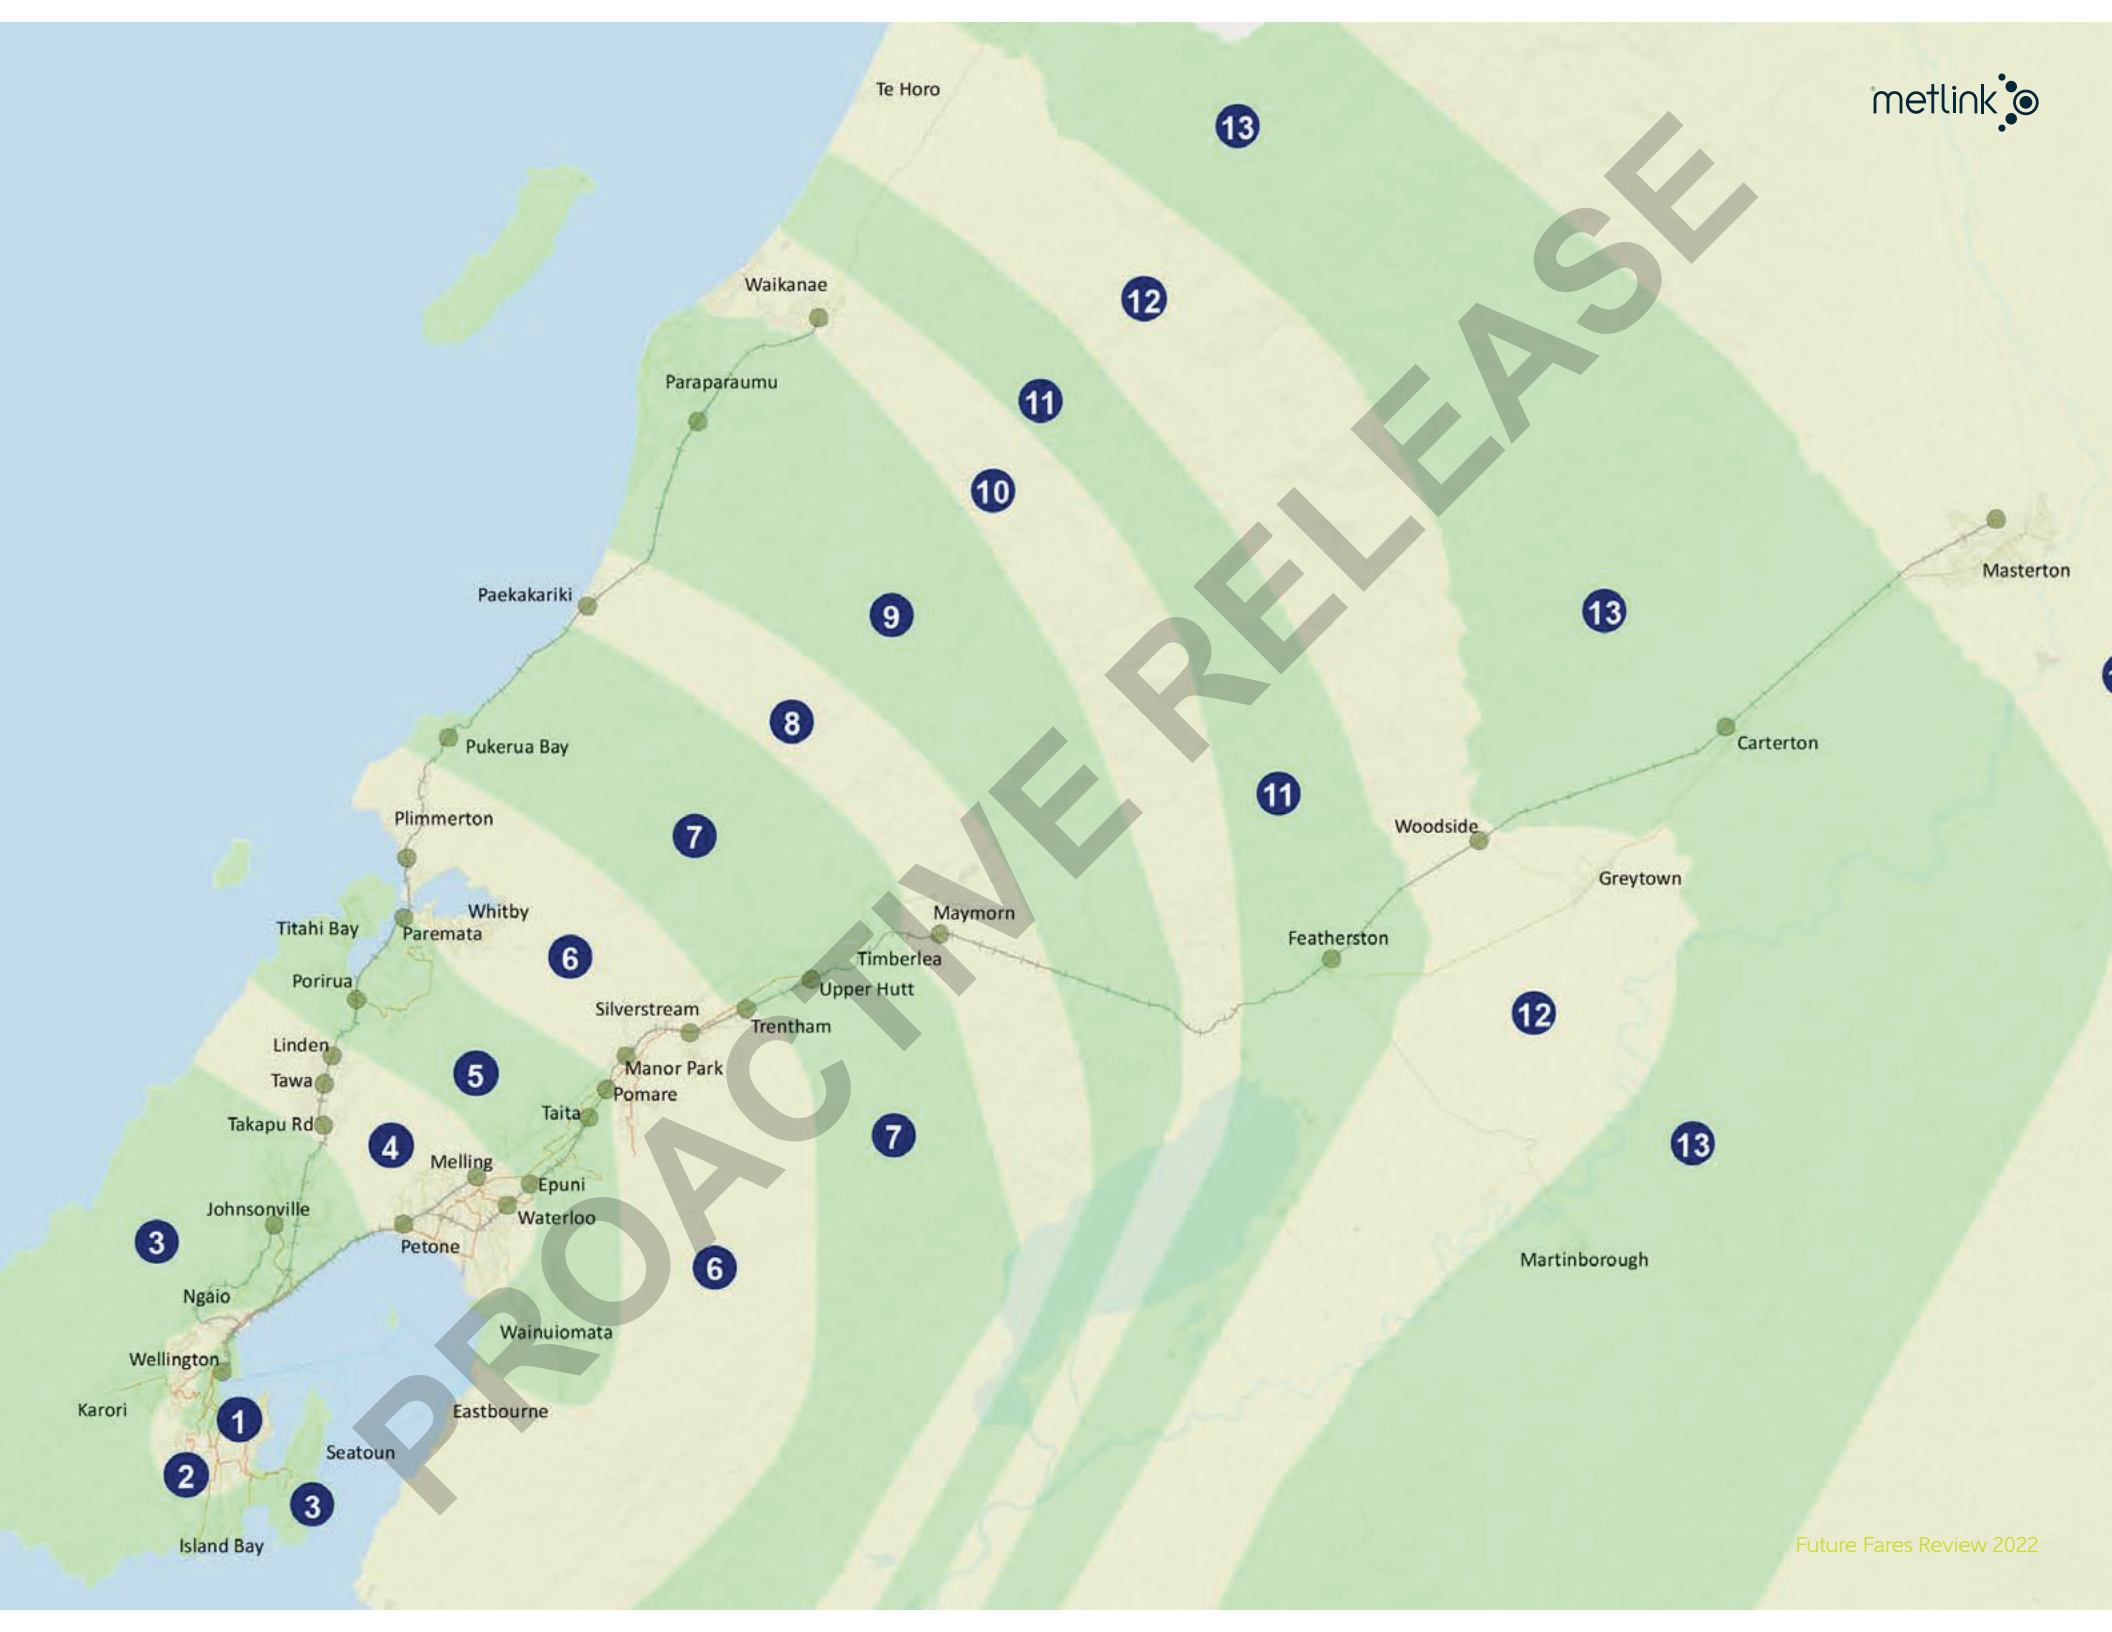 Te Horo
metlink
13
Waikanae
12
Paraparaumu
11
10
Masterton
Paekakariki
9
13
8
Pukerua Bay
Carterton
Plimmerton
11
7
Woodside
Greytown
Whitby
Maymorn
Titahi Bay
Paremata
Featherston
6
Timberlea
Porirua
Upper Hutt
Silverstream
12
Trentham
Linden
Manor Park
Tawa
5
Pomare
Taita
Takapu Rd
7
4
13
Melling
Epuni
Johnsonville
Waterloo
3
Petone
Martinborough
6
Ngaio
Wainuiomata
Wellington
Karori
1
Eastbourne
Seatoun
2
3
Island Bay
Future Fares Review 2022
PROACTIVE RELEASE